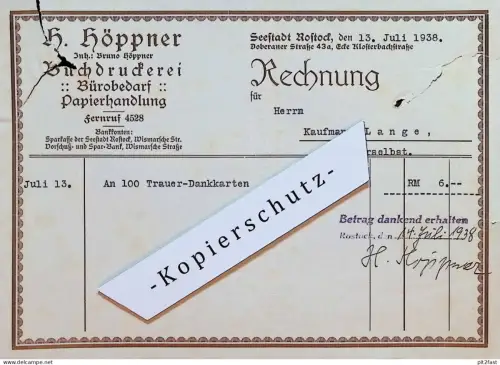 H. Höppner
Inh.: Bruno Höppner
Buchdruckerei
:: Bürobedarf ::
Papierhandlung
Fernruf 4528
Bankkonten:
Sparkasse der Seestadt Rostock, Wismarsche Str.
Vorschuß- und Spar-Bank, Wismarsche Straße
Seestadt Rostock, den 13. Juli 1938.
Doberaner Straße 43a, Ecke Klosterbachstraße
Rechnung
für
Herrn
Kaufmann Lange,
rselbst.
Juli 13. An 100 Trauer-Dankkarten RM 6.--
Betrag dankend erhalten
Rostock, den 14 Juli 1938
H. Höppner
-Kopierschutz-